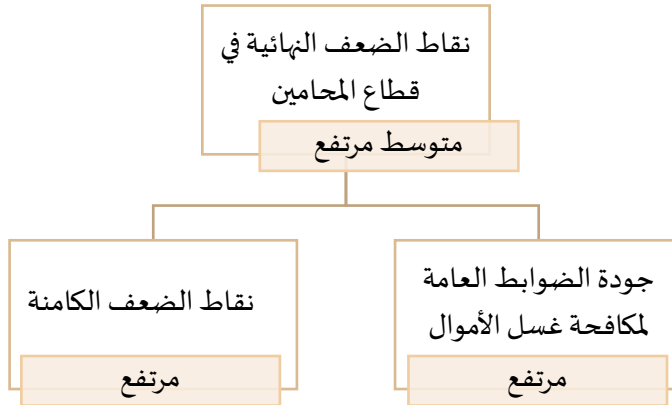 نقاط الضعف النهائية في
قطاع المحامين
متوسط مرتفع
جودة الضوابط العامة
لمكافحة غسل الأموال
مرتفع
نقاط الضعف الكامنة
مرتفع